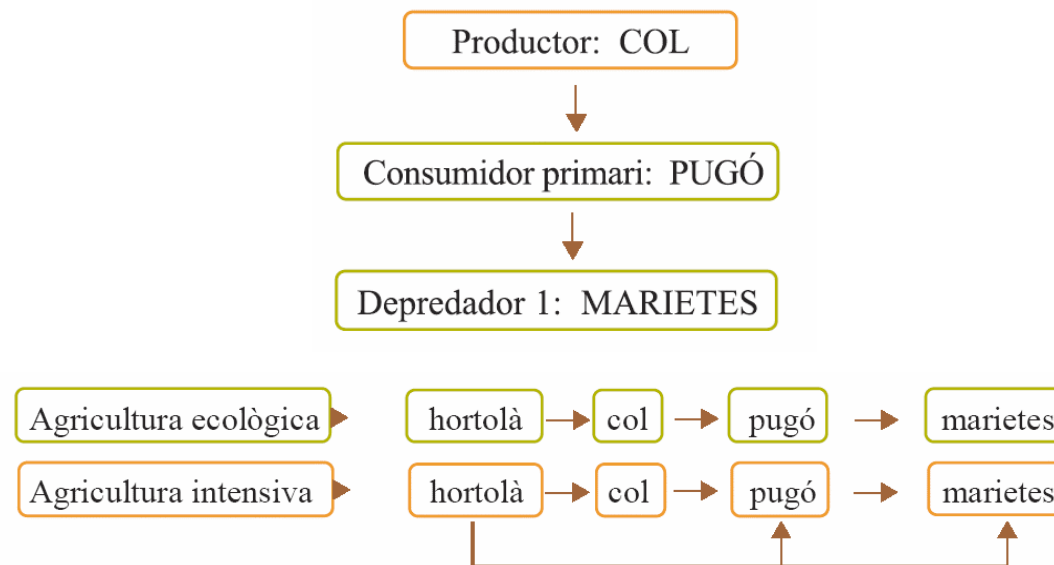 Productor: COL
Consumidor primari: PUGÓ
Depredador 1: MARIETES
Agricultura ecològica hortolà col pugó marietes
Agricultura intensiva hortolà col pugó marietes